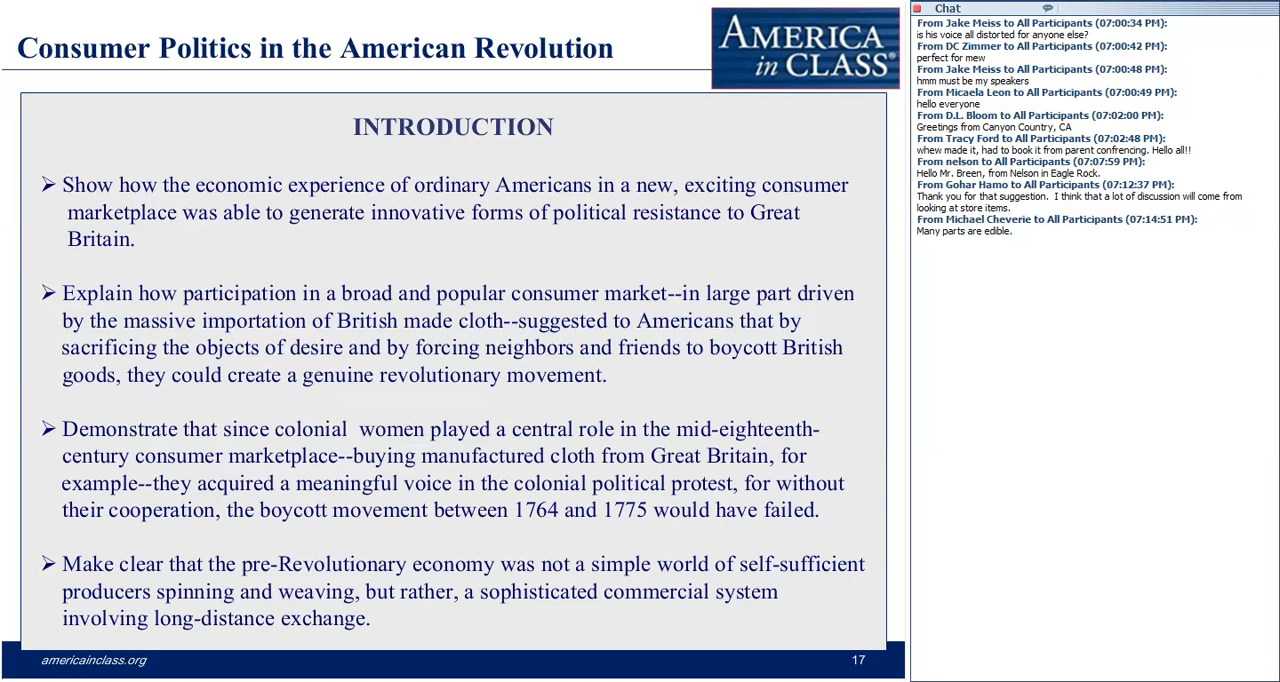 Consumer Politics in the American Revolution
AMERICA
in CLASS®
INTRODUCTION
➢ Show how the economic experience of ordinary Americans in a new, exciting consumer
marketplace was able to generate innovative forms of political resistance to Great
Britain.
➢ Explain how participation in a broad and popular consumer market--in large part driven
by the massive importation of British made cloth--suggested to Americans that by
sacrificing the objects of desire and by forcing neighbors and friends to boycott British
goods, they could create a genuine revolutionary movement.
➢ Demonstrate that since colonial  women played a central role in the mid-eighteenth-
century consumer marketplace--buying manufactured cloth from Great Britain, for
example--they acquired a meaningful voice in the colonial political protest, for without
their cooperation, the boycott movement between 1764 and 1775 would have failed.
➢ Make clear that the pre-Revolutionary economy was not a simple world of self-sufficient
producers spinning and weaving, but rather, a sophisticated commercial system
involving long-distance exchange.
americainclass.org
17
Chat
From Jake Meiss to All Participants (07:00:34 PM):
is his voice all distorted for anyone else?
From DC Zimmer to All Participants (07:00:42 PM):
perfect for mew
From Jake Meiss to All Participants (07:00:48 PM):
hmm must be my speakers
From Micaela Leon to All Participants (07:00:49 PM):
hello everyone
From D.L. Bloom to All Participants (07:02:00 PM):
Greetings from Canyon Country, CA
From Tracy Ford to All Participants (07:02:48 PM):
whew made it, had to book it from parent confrencing. Hello all!!
From nelson to All Participants (07:07:59 PM):
Hello Mr. Breen, from Nelson in Eagle Rock.
From Gohar Hamo to All Participants (07:12:37 PM):
Thank you for that suggestion.  I think that a lot of discussion will come from
looking at store items.
From Michael Cheverie to All Participants (07:14:51 PM):
Many parts are edible.